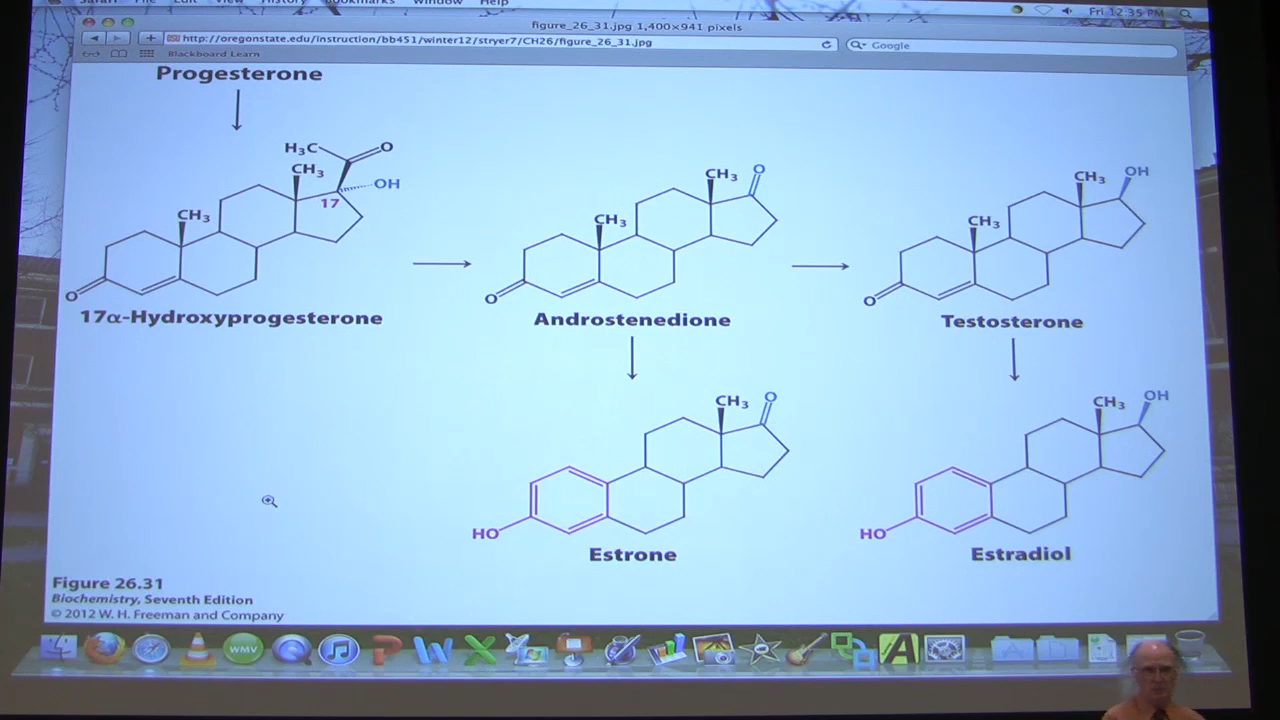 Safari File Edit View History Bookmarks Window Help
Fri 12:35 PM
figure_26_31.jpg 1,400×941 pixels
http://oregonstate.edu/instruction/bb451/winter12/stryer7/CH26/figure_26_31.jpg
Google
Blackboard Learn
Progesterone
H₃C
O
CH₃
OH
17
CH₃
O
17α-Hydroxyprogesterone
O
CH₃
CH₃
O
Androstenedione
OH
CH₃
CH₃
O
Testosterone
O
CH₃
HO
Estrone
OH
CH₃
HO
Estradiol
Figure 26.31
Biochemistry, Seventh Edition
© 2012 W. H. Freeman and Company
WMV
P
W
X
A